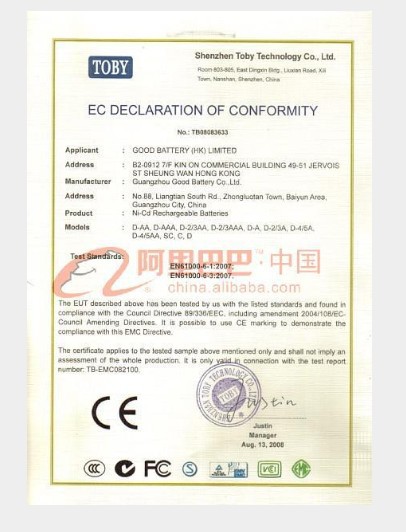 TOBY
Shenzhen Toby Technology Co., Ltd.
Room 803-805, East Dingxin Bldg., Liuxian Road, Xili
Town, Nanshan, Shenzhen, China
EC DECLARATION OF CONFORMITY
No.: TB08083633
Applicant : GOOD BATTERY (HK) LIMITED
Address : B2-0912 7/F KIN ON COMMERCIAL BUILDING 49-51 JERVOIS
ST SHEUNG WAN HONG KONG
Manufacturer : Guangzhou Good Battery Co.,Ltd.
Address : No.88, Liangtian South Rd., Zhongluotan Town, Baiyun Area,
Guangzhou City, China
Product : Ni-Cd Rechargeable Batteries
Models : D-AA, D-AAA, D-2/3AA, D-2/3AAA, D-A, D-2/3A, D-4/5A,
D-4/5AA, SC, C, D
Test Standards:
EN61000-6-1:2007;
EN61000-6-3:2007;
阿里巴巴·中国
china.alibaba.com
The EUT described above has been tested by us with the listed standards and found in
compliance with the Council Directive 89/336/EEC, including amendment 2004/108/EC-
Council Amending Directives. It is possible to use CE marking to demonstrate the
compliance with this EMC Directive.
The certificate applies to the tested sample above mentioned only and shall not imply an
assessment of the whole production. It is only valid in connection with the test report
number: TB-EMC082100.
SHENZHEN TOBY TECHNOLOGY CO., LTD
TOBY
Justin
CE
Justin
Manager
Aug. 13, 2008
FC
VCI